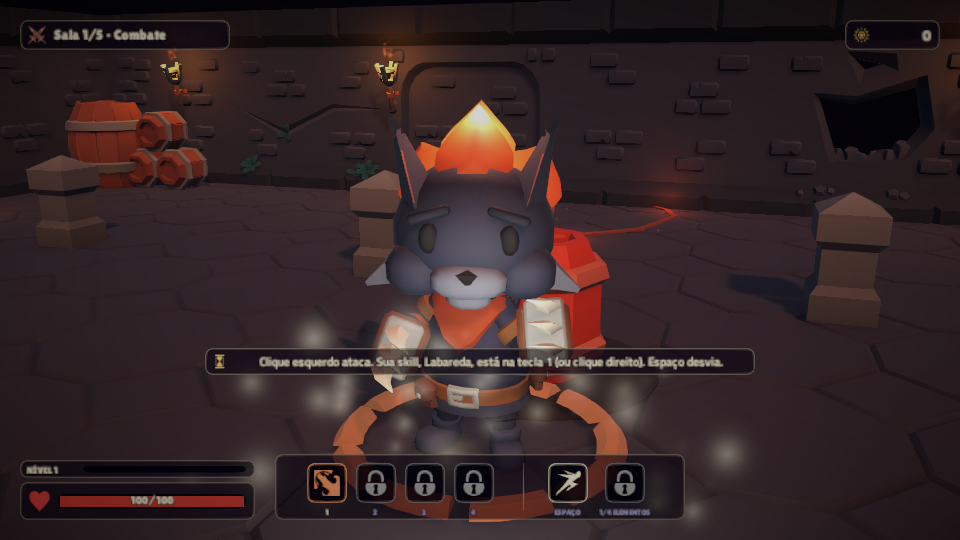 Sala 1/5 - Combate
0
Clique esquerdo ataca. Sua skill, Labareda, está na tecla 1 (ou clique direito). Espaço desvia.
NÍVEL 1
100/100
1
2
3
4
ESPAÇO
1/4 ELEMENTOS